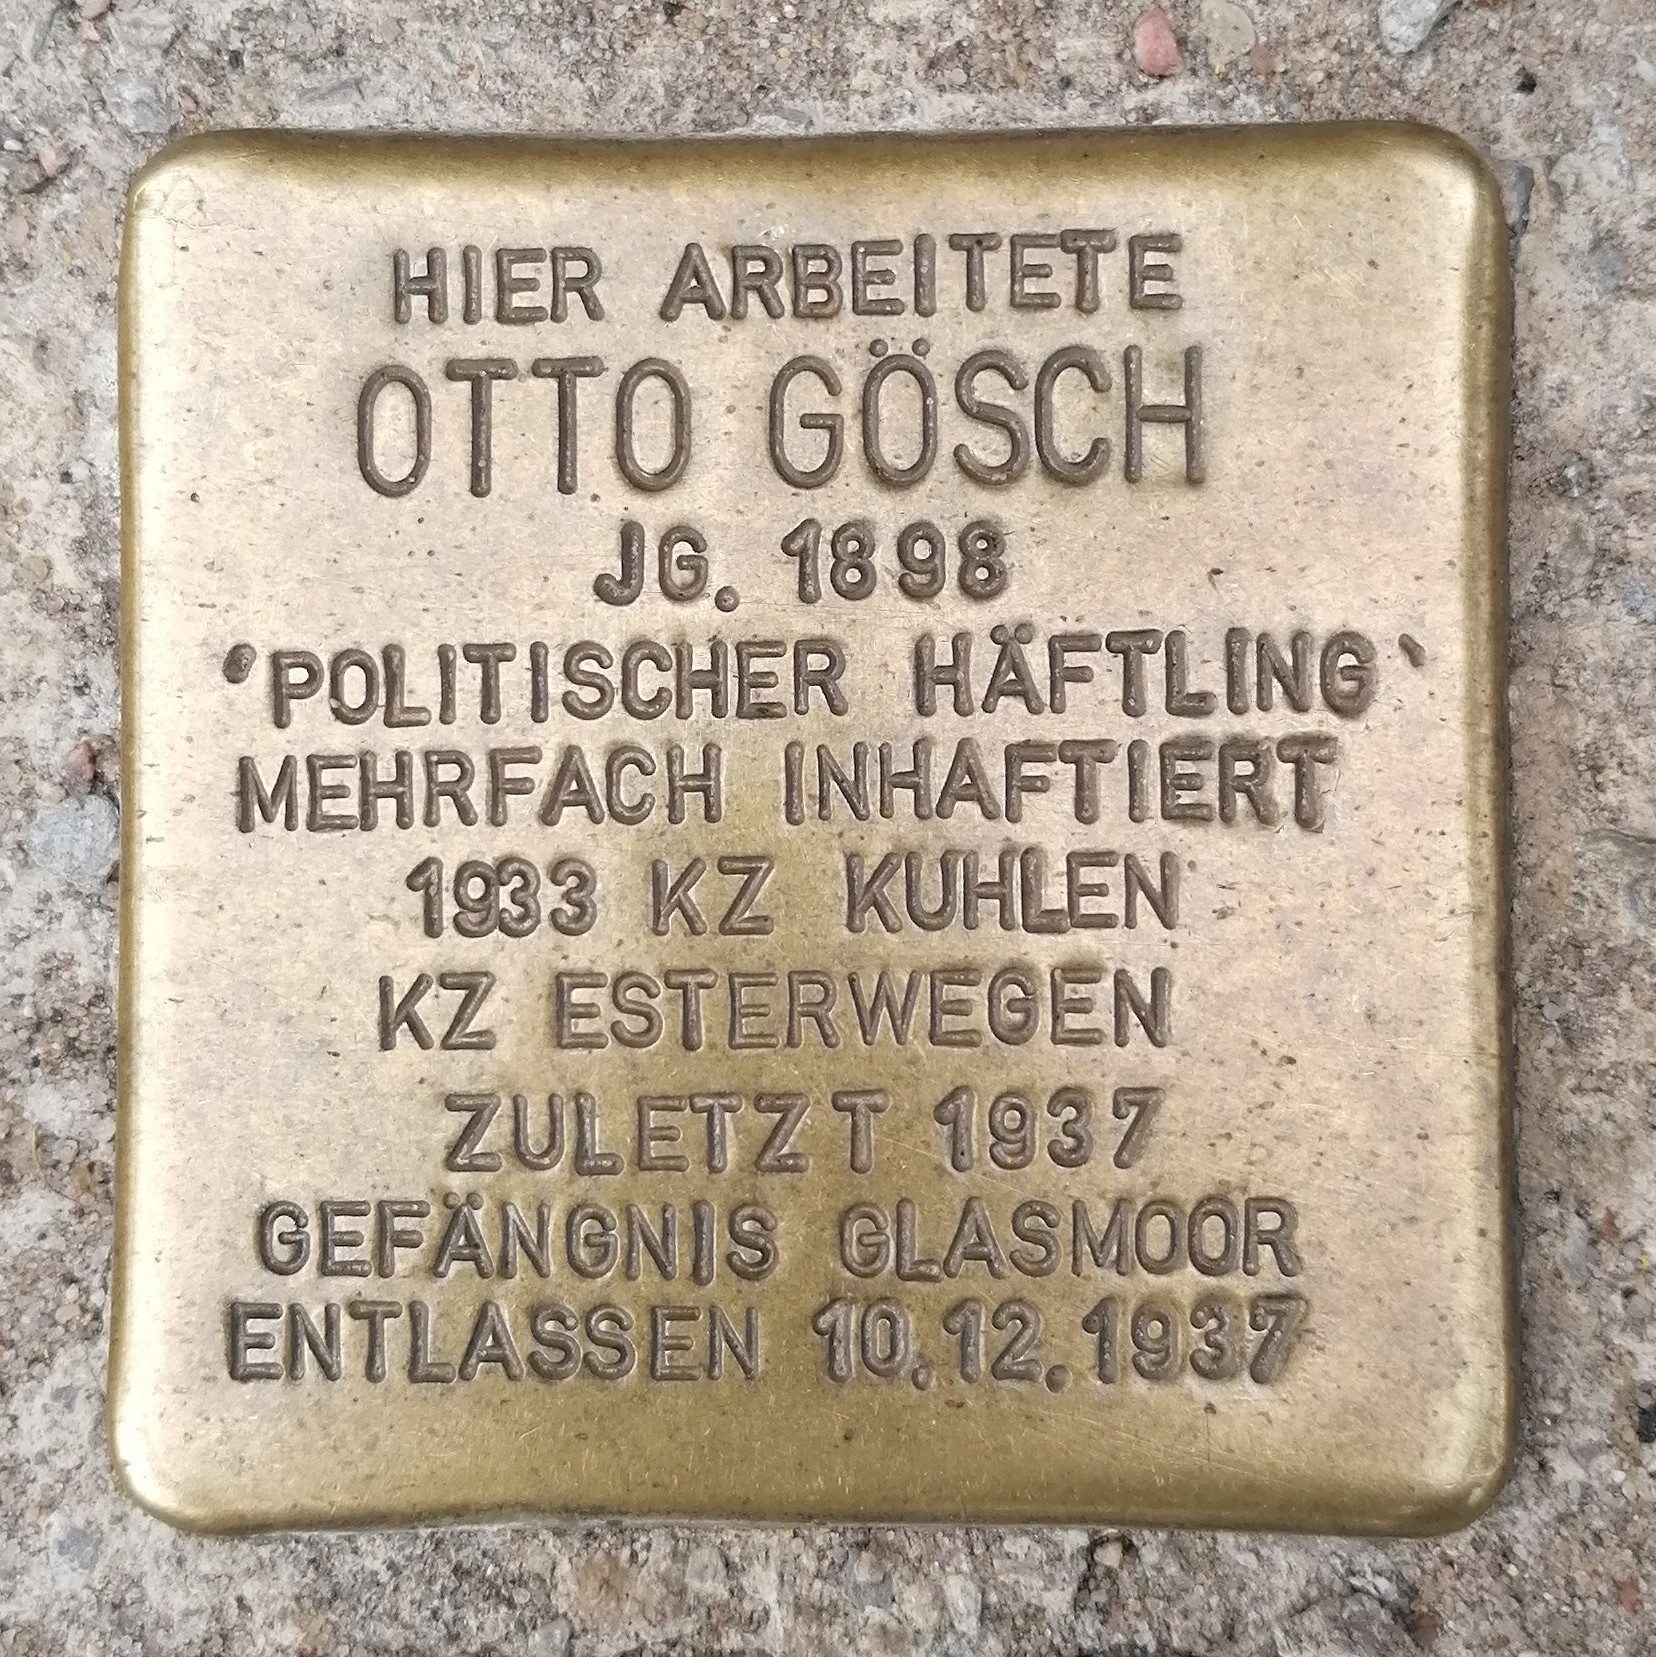 HIER ARBEITETE
OTTO GÖSCH
JG. 1898
'POLITISCHER HÄFTLING'
MEHRFACH INHAFTIERT
1933 KZ KUHLEN
KZ ESTERWEGEN
ZULETZT 1937
GEFÄNGNIS GLASMOOR
ENTLASSEN 10.12.1937